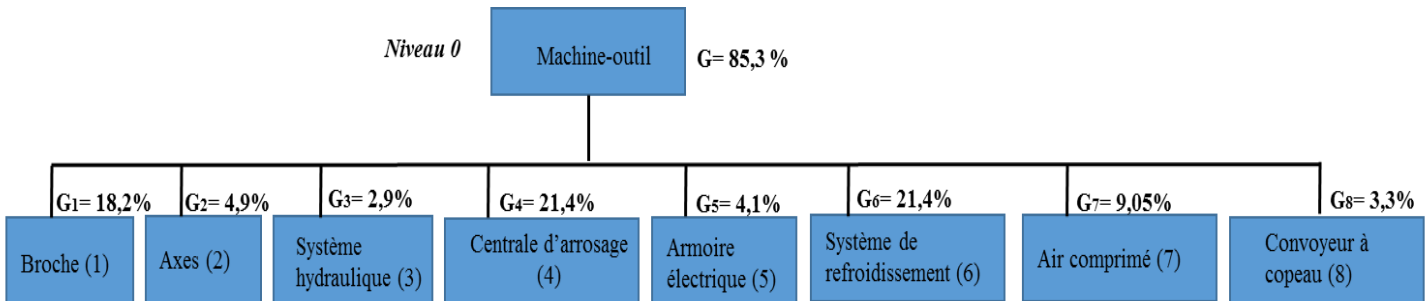 Niveau 0
Machine-outil
G= 85,3 %
G1= 18,2%
G2= 4,9%
G3= 2,9%
G4= 21,4%
G5= 4,1%
G6= 21,4%
G7= 9,05%
G8= 3,3%
Broche (1)
Axes (2)
Système
hydraulique (3)
Centrale d’arrosage
(4)
Armoire
électrique (5)
Système de
refroidissement (6)
Air comprimé (7)
Convoyeur à
copeau (8)